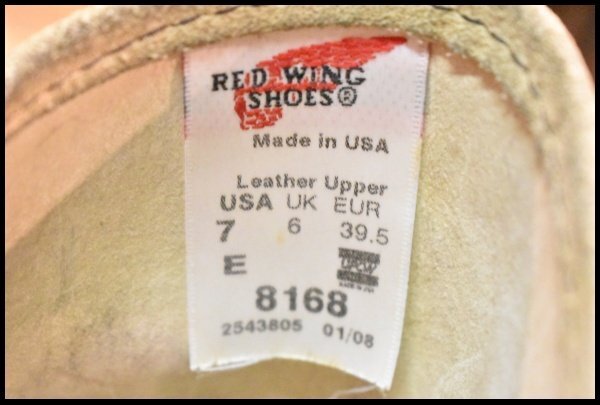 RED WING
SHOES®
Made in USA
Leather Upper
USA UK EUR
7 6 39.5
E
8168
2543805 01/08